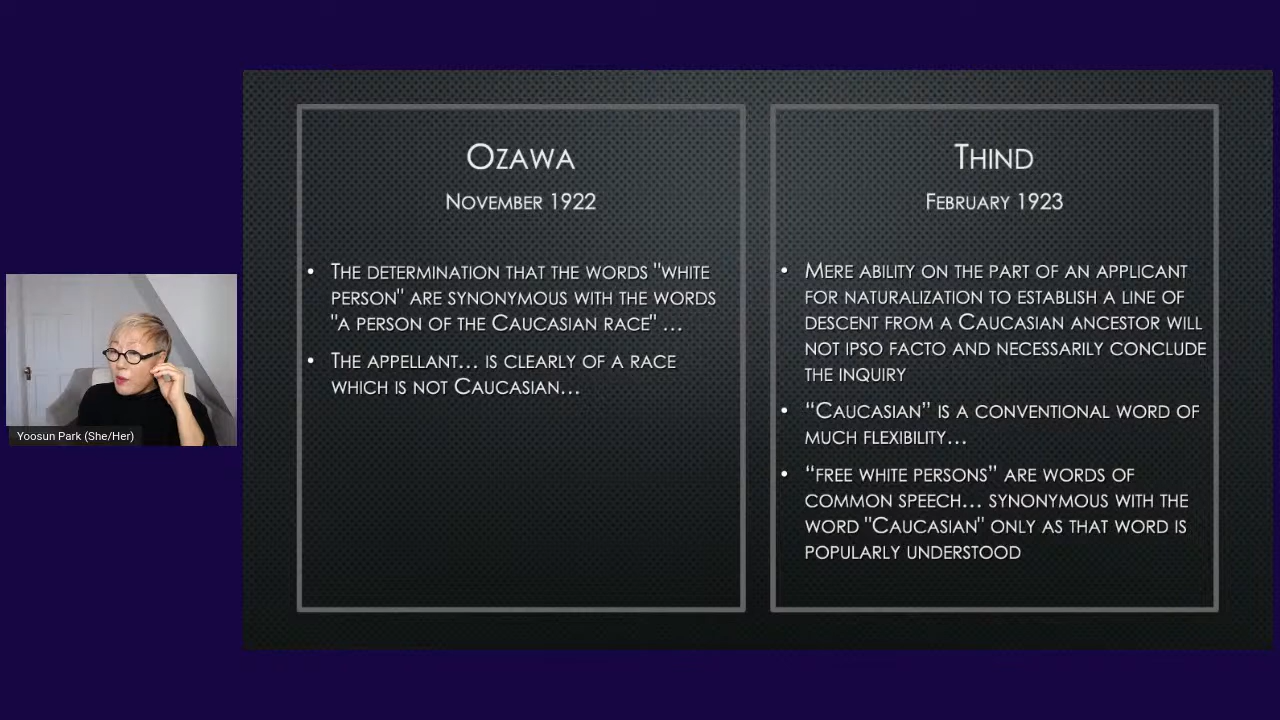 Ozawa
November 1922
• The determination that the words "white
person" are synonymous with the words
"a person of the Caucasian race" …
• The appellant… is clearly of a race
which is not Caucasian…
Thind
February 1923
• Mere ability on the part of an applicant
for naturalization to establish a line of
descent from a Caucasian ancestor will
not ipso facto and necessarily conclude
the inquiry
• “Caucasian” is a conventional word of
much flexibility…
• “free white persons” are words of
common speech… synonymous with the
word "Caucasian" only as that word is
popularly understood
Yoosun Park (She/Her)